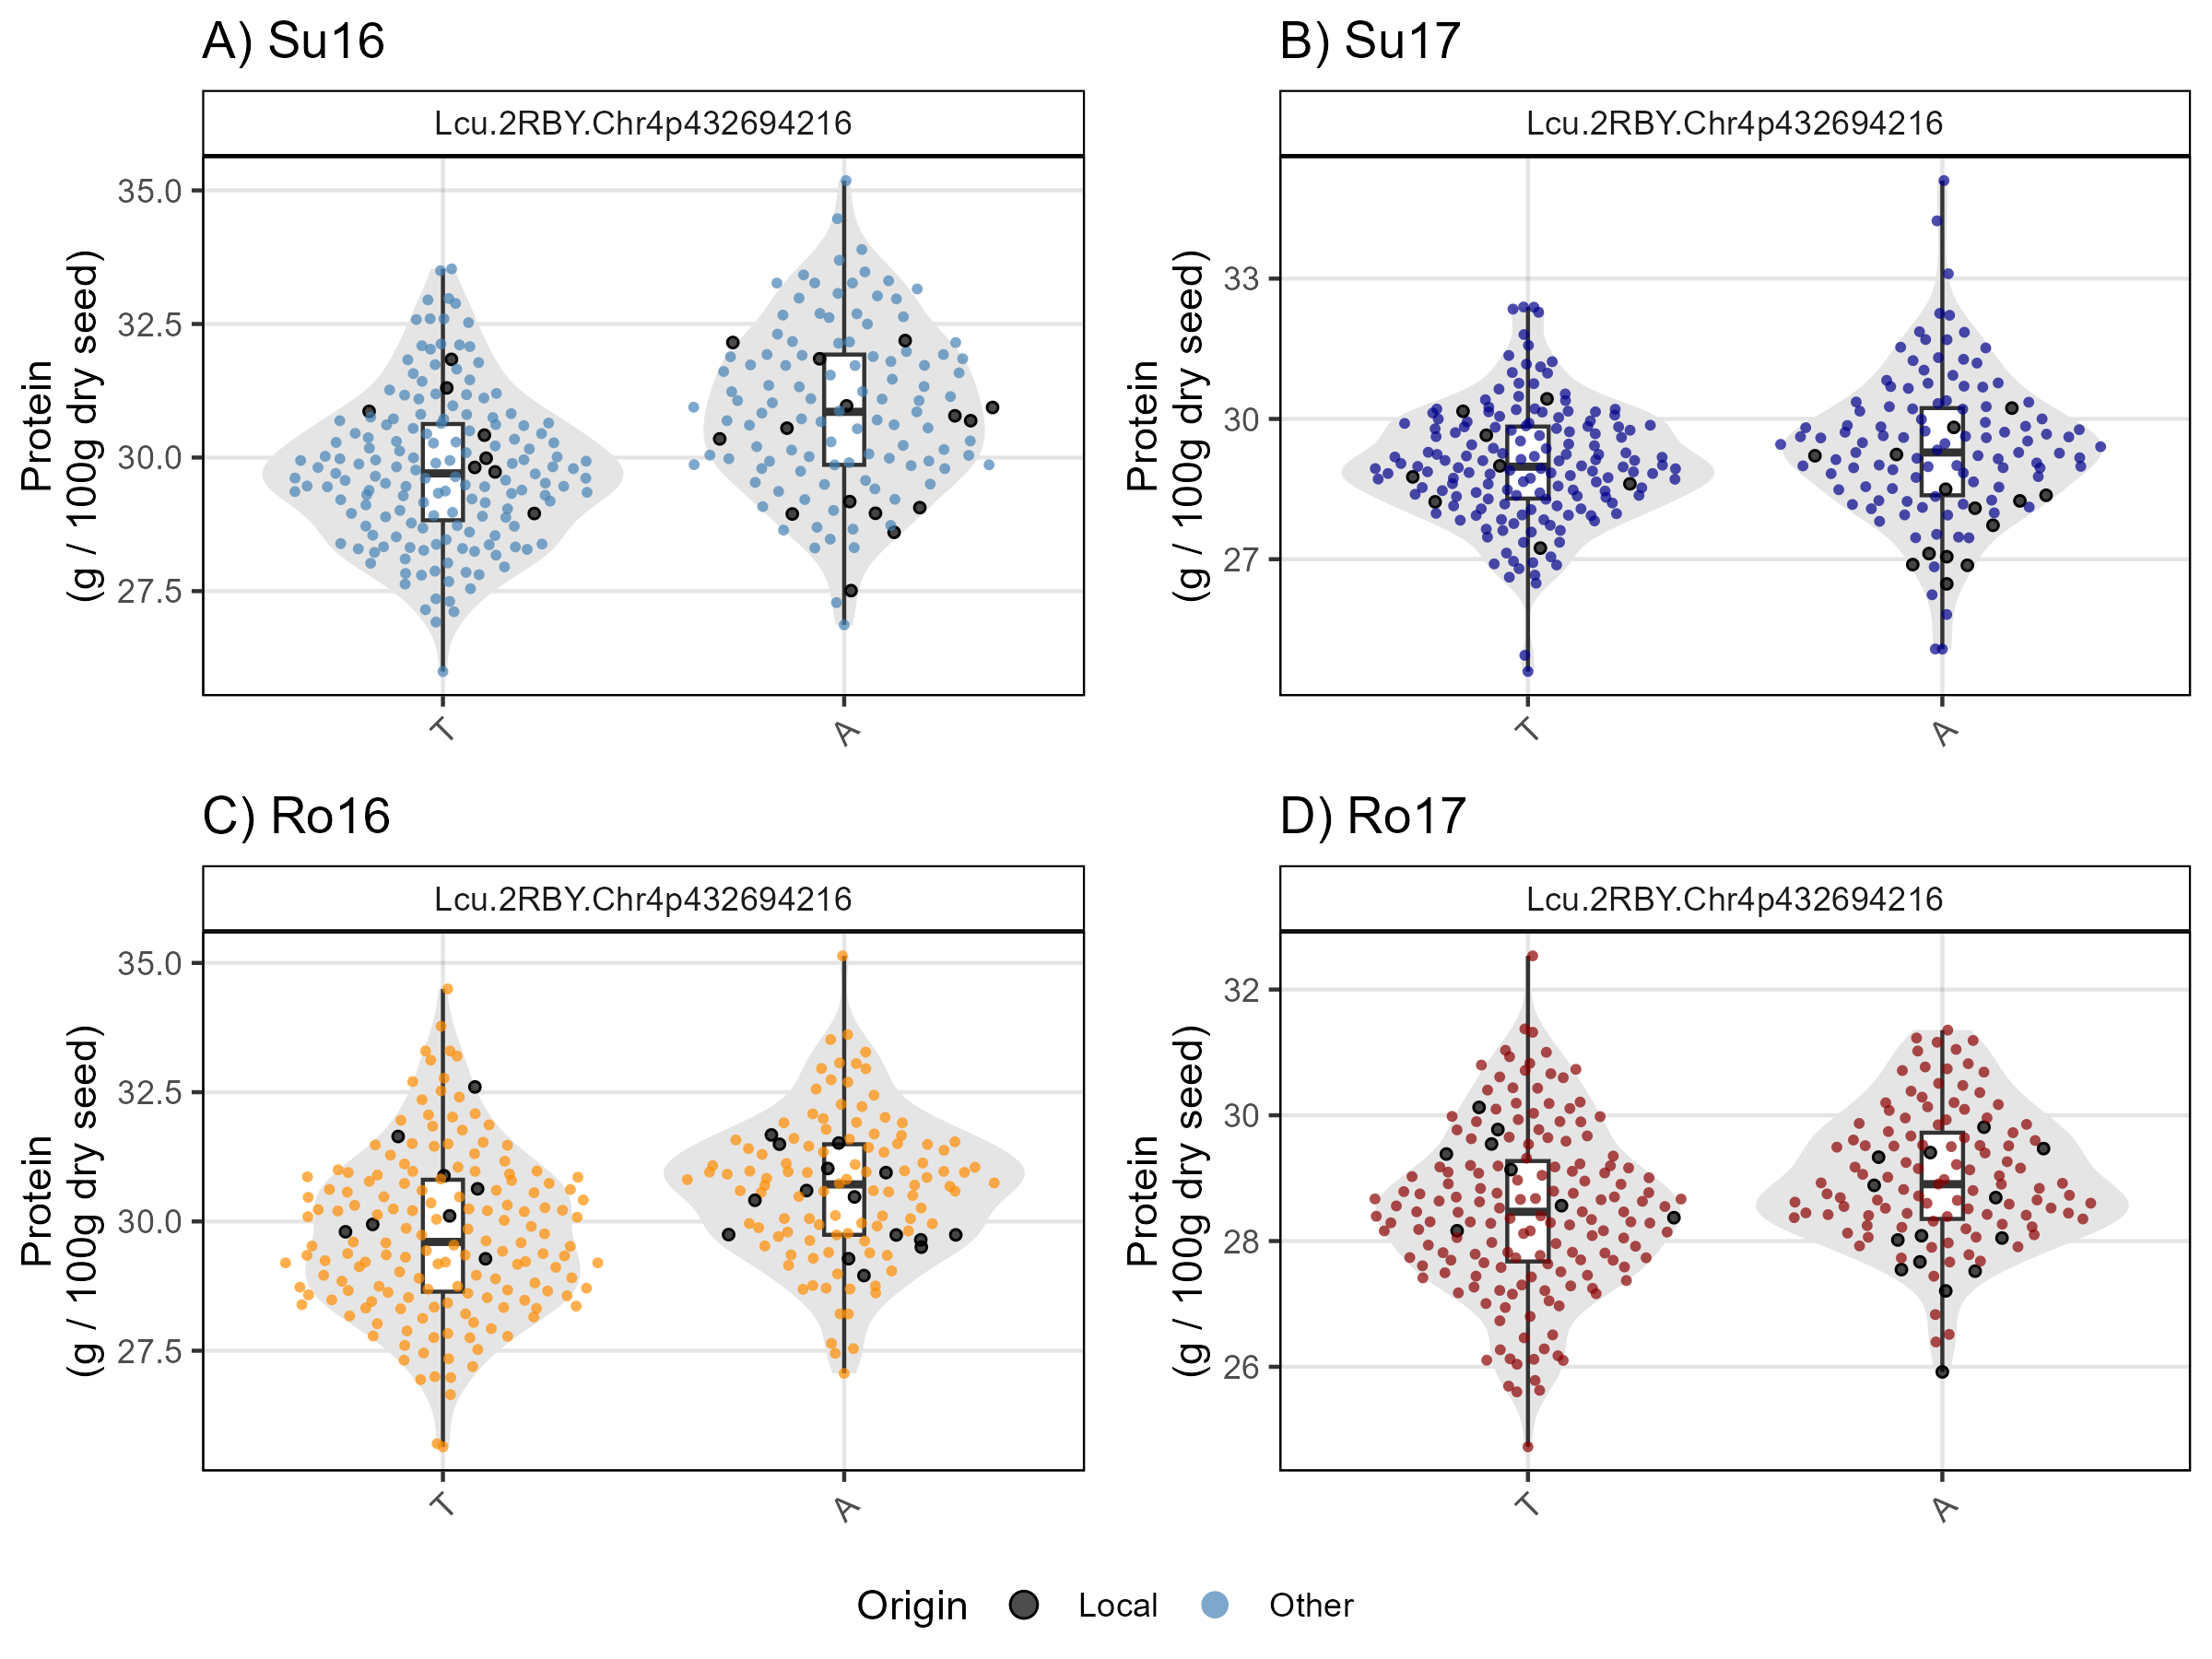 A) Su16
Lcu.2RBY.Chr4p432694216
Protein
(g / 100g dry seed)
35.0
32.5
30.0
27.5
T
A
B) Su17
Lcu.2RBY.Chr4p432694216
Protein
(g / 100g dry seed)
33
30
27
T
A
C) Ro16
Lcu.2RBY.Chr4p432694216
Protein
(g / 100g dry seed)
35.0
32.5
30.0
27.5
T
A
D) Ro17
Lcu.2RBY.Chr4p432694216
Protein
(g / 100g dry seed)
32
30
28
26
T
A
Origin Local Other